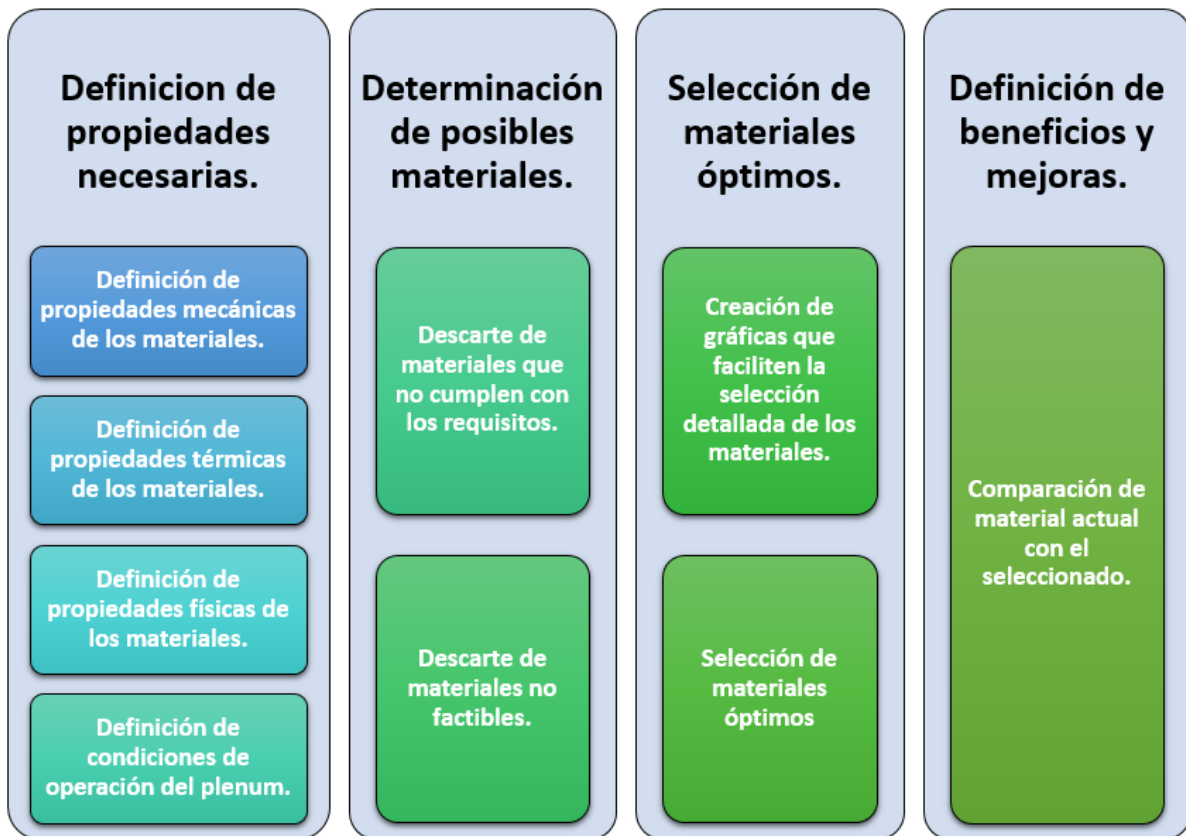 Definicion de
propiedades
necesarias.
Definición de
propiedades mecánicas
de los materiales.
Definición de
propiedades térmicas
de los materiales.
Definición de
propiedades físicas de
los materiales.
Definición de
condiciones de
operación del plenum.
Determinación
de posibles
materiales.
Descarte de
materiales que
no cumplen con
los requisitos.
Descarte de
materiales no
factibles.
Selección de
materiales
óptimos.
Creación de
gráficas que
faciliten la
selección
detallada de los
materiales.
Selección de
materiales
óptimos
Definición de
beneficios y
mejoras.
Comparación de
material actual
con el
seleccionado.